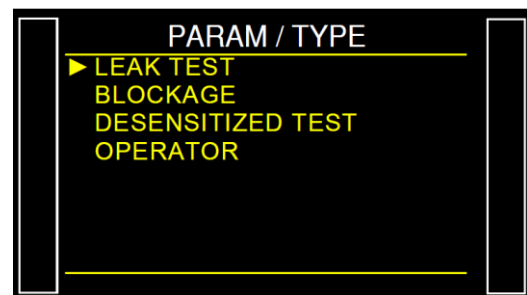 PARAM / TYPE
LEAK TEST
BLOCKAGE
DESENSITIZED TEST
OPERATOR